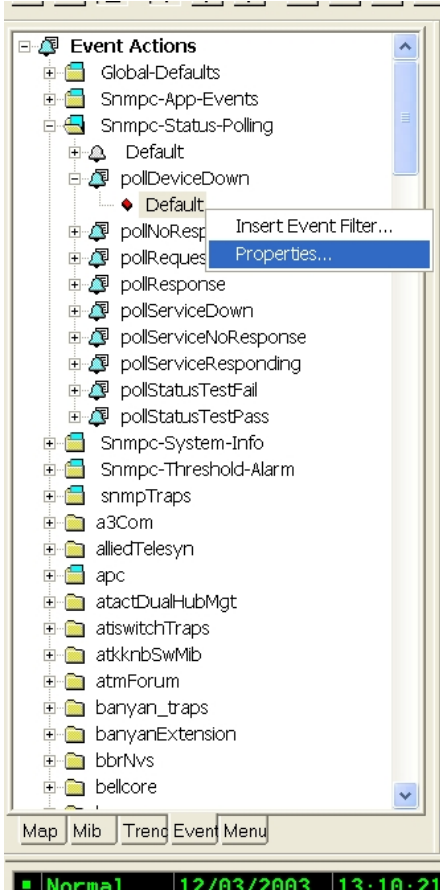 Event Actions
Global-Defaults
Snmpc-App-Events
Snmpc-Status-Polling
Default
pollDeviceDown
Default
Insert Event Filter...
pollNoResp
Properties...
pollReques
pollResponse
pollServiceDown
pollServiceNoResponse
pollServiceResponding
pollStatusTestFail
pollStatusTestPass
Snmpc-System-Info
Snmpc-Threshold-Alarm
snmpTraps
a3Com
alliedTelesyn
apc
atactDualHubMgt
atiswitchTraps
atkknbSwMib
atmForum
banyan_traps
banyanExtension
bbrNvs
bellcore
Map Mib Trend Event Menu
Normal 12/03/2003 13:10:21